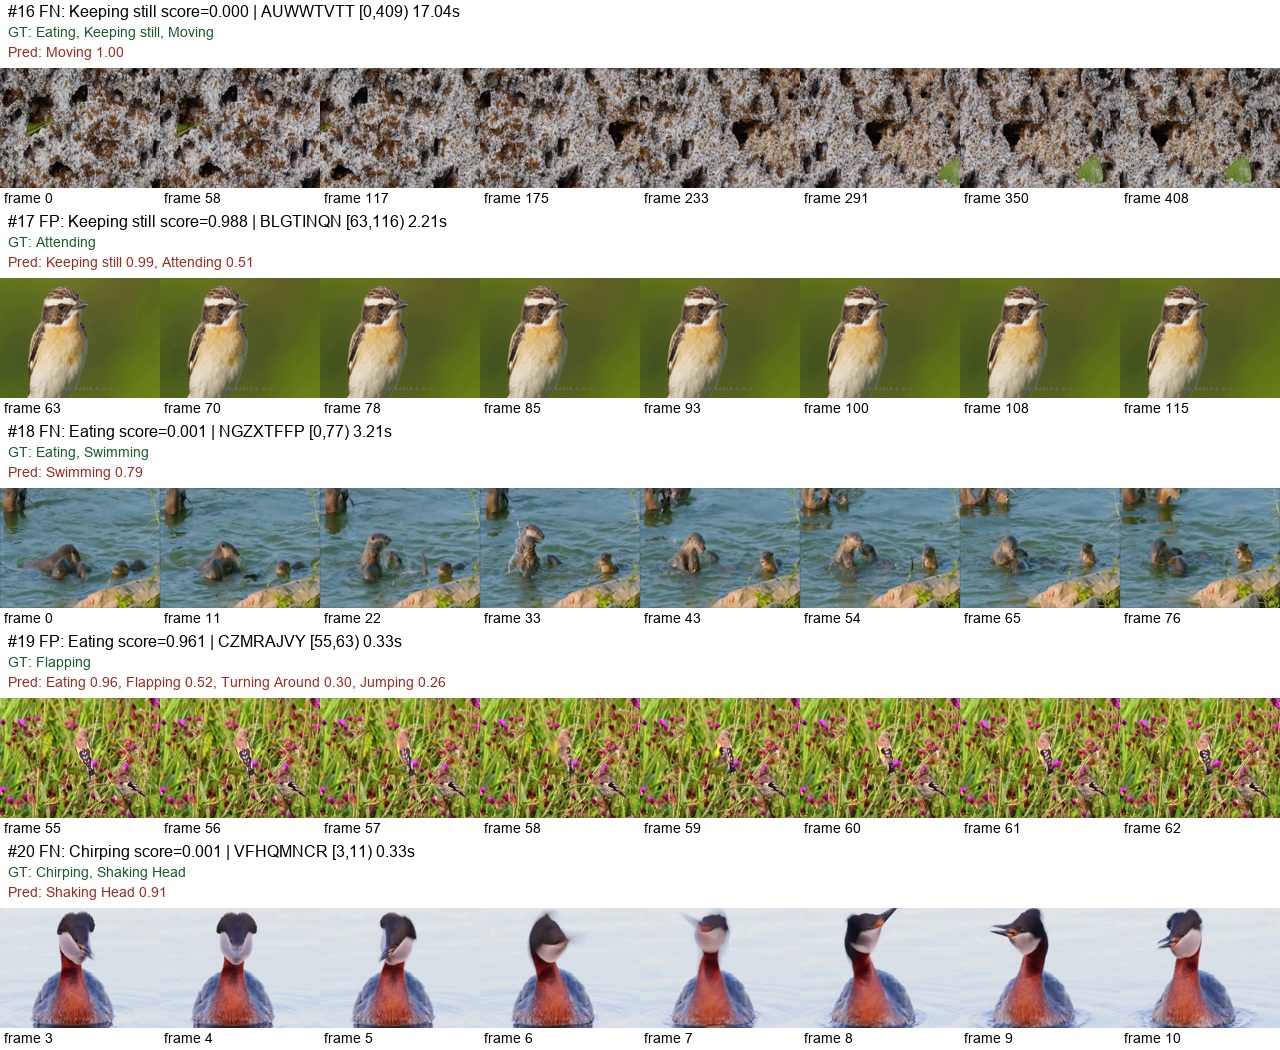 #16 FN: Keeping still score=0.000 | AUWWTVTT [0,409) 17.04s
GT: Eating, Keeping still, Moving
Pred: Moving 1.00
frame 0 frame 58 frame 117 frame 175 frame 233 frame 291 frame 350 frame 408
#17 FP: Keeping still score=0.988 | BLGTINQN [63,116) 2.21s
GT: Attending
Pred: Keeping still 0.99, Attending 0.51
frame 63 frame 70 frame 78 frame 85 frame 93 frame 100 frame 108 frame 115
#18 FN: Eating score=0.001 | NGZXTFFP [0,77) 3.21s
GT: Eating, Swimming
Pred: Swimming 0.79
frame 0 frame 11 frame 22 frame 33 frame 43 frame 54 frame 65 frame 76
#19 FP: Eating score=0.961 | CZMRAJVY [55,63) 0.33s
GT: Flapping
Pred: Eating 0.96, Flapping 0.52, Turning Around 0.30, Jumping 0.26
frame 55 frame 56 frame 57 frame 58 frame 59 frame 60 frame 61 frame 62
#20 FN: Chirping score=0.001 | VFHQMNCR [3,11) 0.33s
GT: Chirping, Shaking Head
Pred: Shaking Head 0.91
frame 3 frame 4 frame 5 frame 6 frame 7 frame 8 frame 9 frame 10